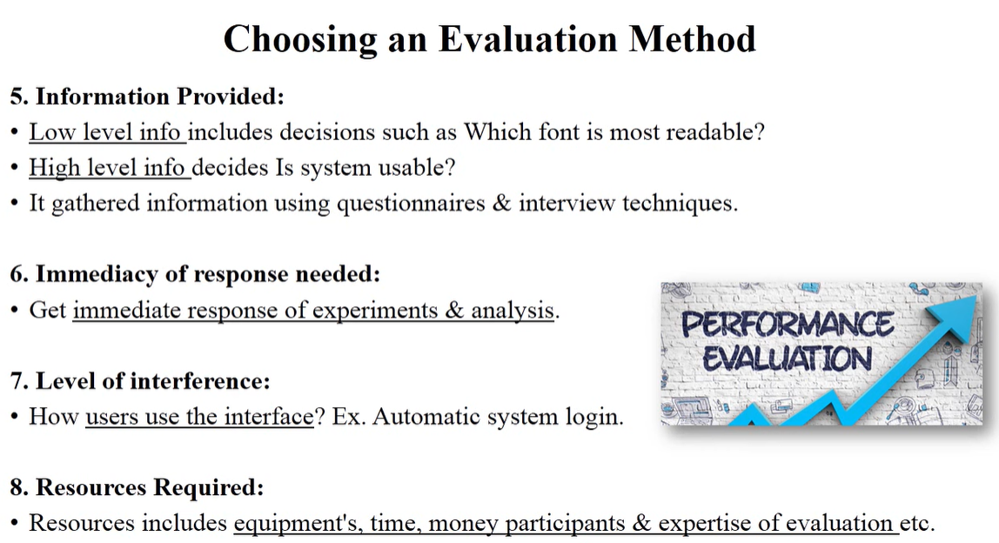 Choosing an Evaluation Method
5. Information Provided:
• Low level info includes decisions such as Which font is most readable?
• High level info decides Is system usable?
• It gathered information using questionnaires & interview techniques.
6. Immediacy of response needed:
• Get immediate response of experiments & analysis.
PERFORMANCE
EVALUATION
7. Level of interference:
• How users use the interface? Ex. Automatic system login.
8. Resources Required:
• Resources includes equipment's, time, money participants & expertise of evaluation etc.